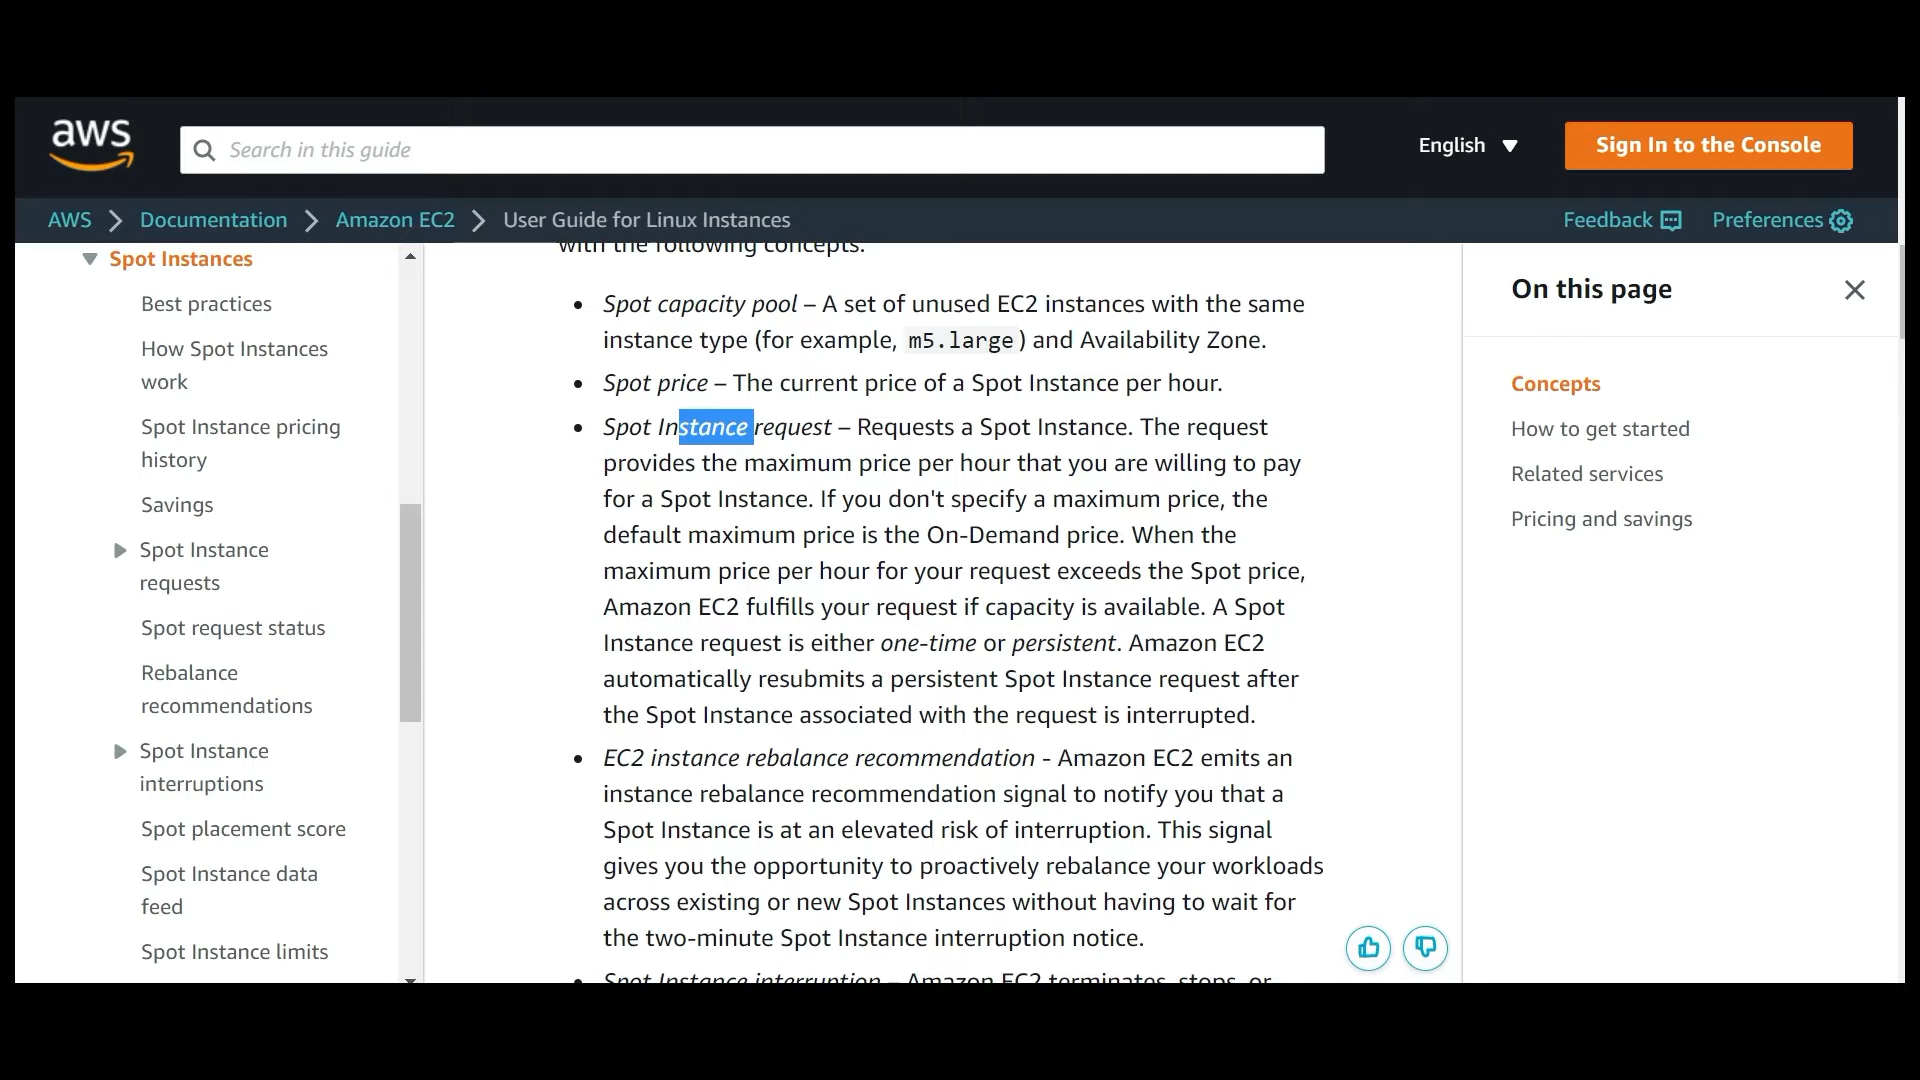 aws
Search in this guide
English
Sign In to the Console
AWS > Documentation > Amazon EC2 > User Guide for Linux Instances
Feedback
Preferences
Spot Instances
Best practices
How Spot Instances
work
Spot Instance pricing
history
Savings
Spot Instance
requests
Spot request status
Rebalance
recommendations
Spot Instance
interruptions
Spot placement score
Spot Instance data
feed
Spot Instance limits
with the following concepts.
• Spot capacity pool – A set of unused EC2 instances with the same
instance type (for example, m5.large) and Availability Zone.
• Spot price – The current price of a Spot Instance per hour.
• Spot Instance request – Requests a Spot Instance. The request
provides the maximum price per hour that you are willing to pay
for a Spot Instance. If you don't specify a maximum price, the
default maximum price is the On-Demand price. When the
maximum price per hour for your request exceeds the Spot price,
Amazon EC2 fulfills your request if capacity is available. A Spot
Instance request is either one-time or persistent. Amazon EC2
automatically resubmits a persistent Spot Instance request after
the Spot Instance associated with the request is interrupted.
• EC2 instance rebalance recommendation - Amazon EC2 emits an
instance rebalance recommendation signal to notify you that a
Spot Instance is at an elevated risk of interruption. This signal
gives you the opportunity to proactively rebalance your workloads
across existing or new Spot Instances without having to wait for
the two-minute Spot Instance interruption notice.
• Spot Instance interruption – Amazon EC2 terminates, stops, or
On this page
Concepts
How to get started
Related services
Pricing and savings